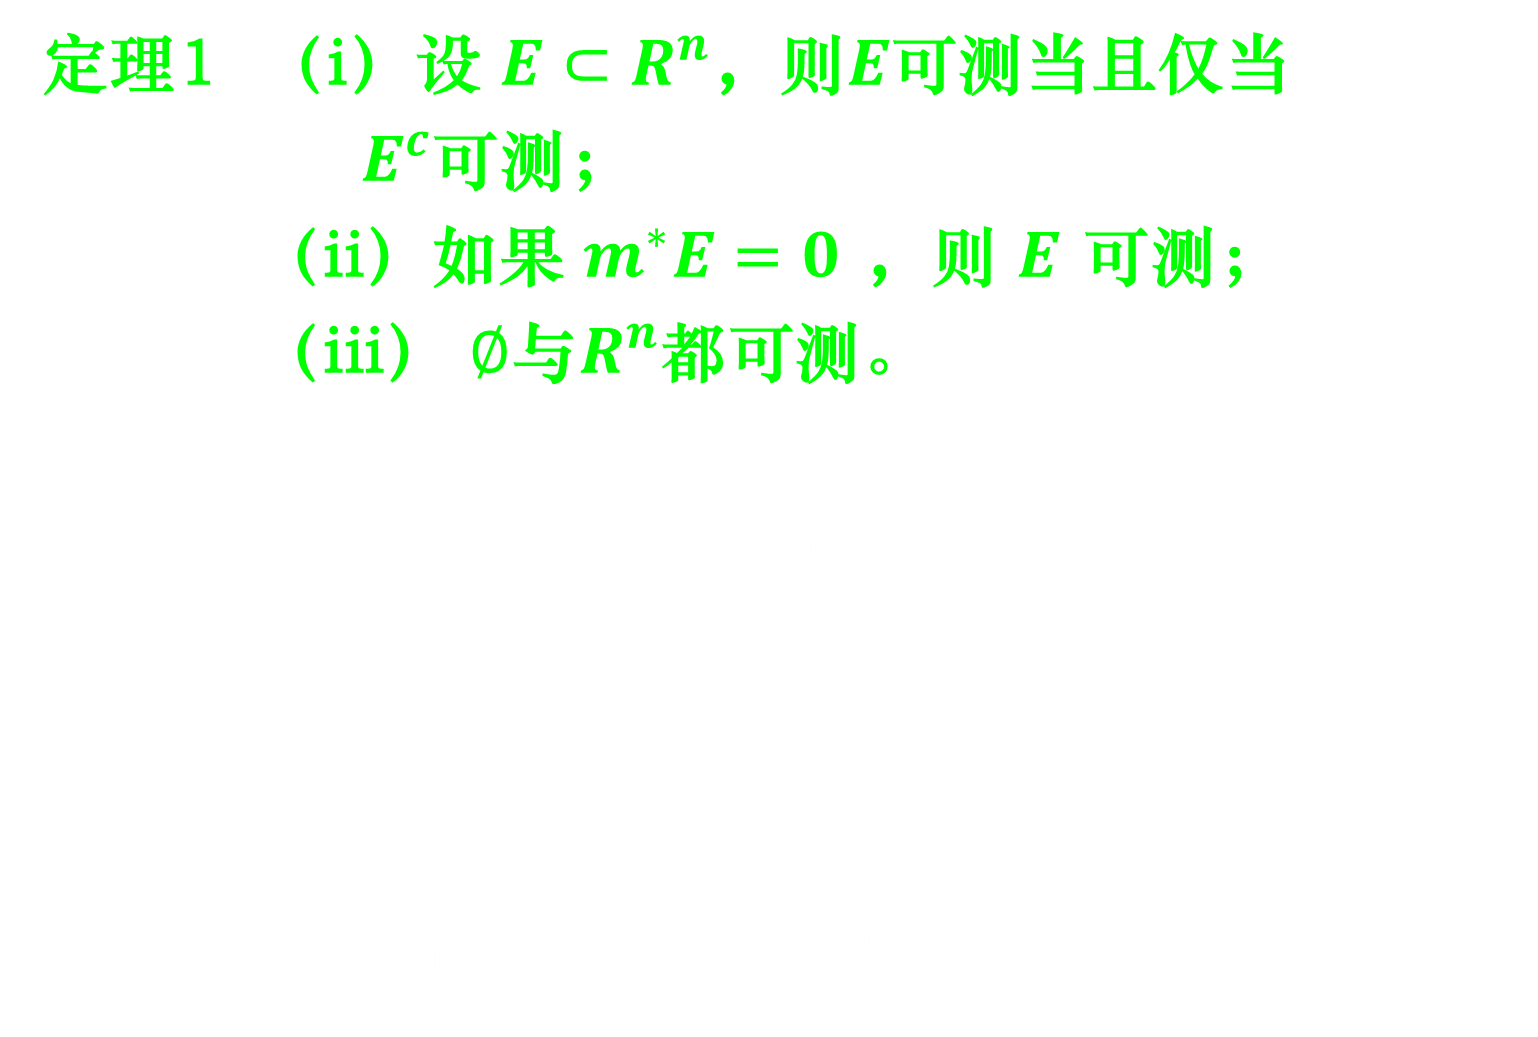 定理1 (i) 设 E ⊂ Rⁿ，则E可测当且仅当
Eᶜ可测；
(ii) 如果 m*E = 0 ，则 E 可测；
(iii) ∅与Rⁿ都可测。